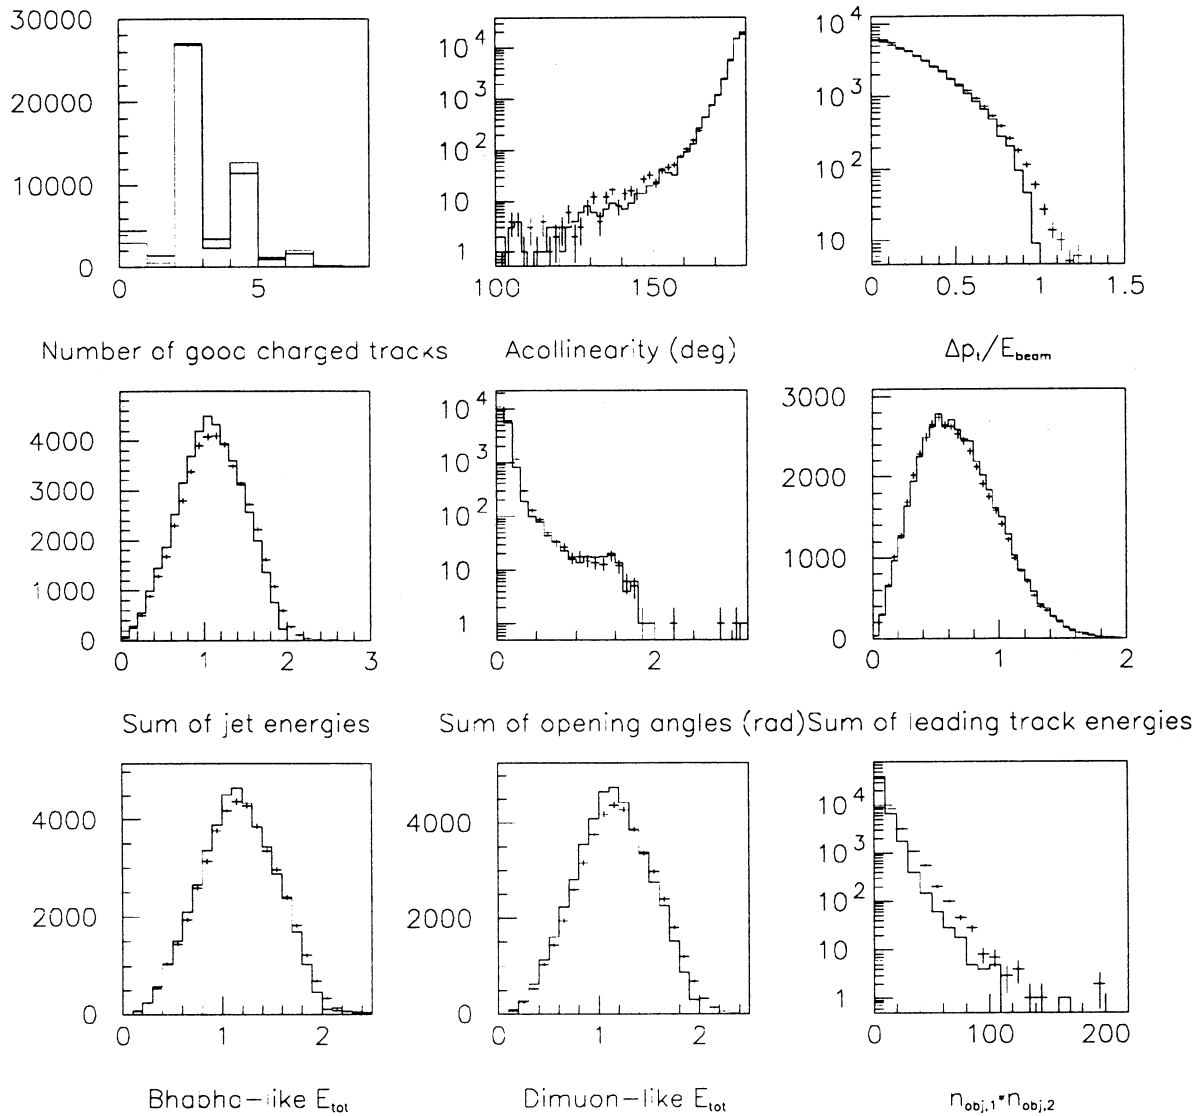 30000
20000
10000
0
0 5
Number of good charged tracks
10^4
10^3
10^2
10
1
100 150
Acollinearity (deg)
10^4
10^3
10^2
10
0 0.5 1 1.5
Δp_t/E_beam
4000
3000
2000
1000
0
0 1 2 3
Sum of jet energies
10^4
10^3
10^2
10
1
0 2
Sum of opening angles (rad)
3000
2000
1000
0
0 1 2
Sum of leading track energies
4000
2000
0
0 1 2
Bhabha-like E_tot
4000
2000
0
0 1 2
Dimuon-like E_tot
10^4
10^3
10^2
10
1
0 100 200
n_obj,1*n_obj,2